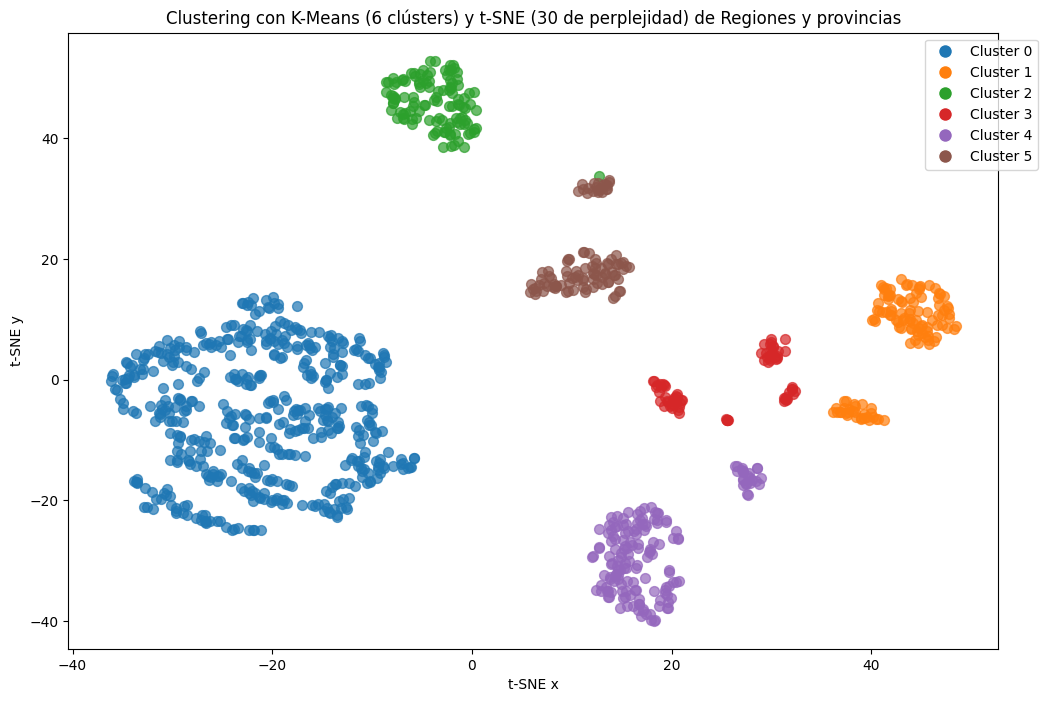 Clustering con K-Means (6 clústers) y t-SNE (30 de perplejidad) de Regiones y provincias
Cluster 0
Cluster 1
Cluster 2
Cluster 3
Cluster 4
Cluster 5
t-SNE y
40
20
0
−20
−40
−40
−20
0
20
40
t-SNE x